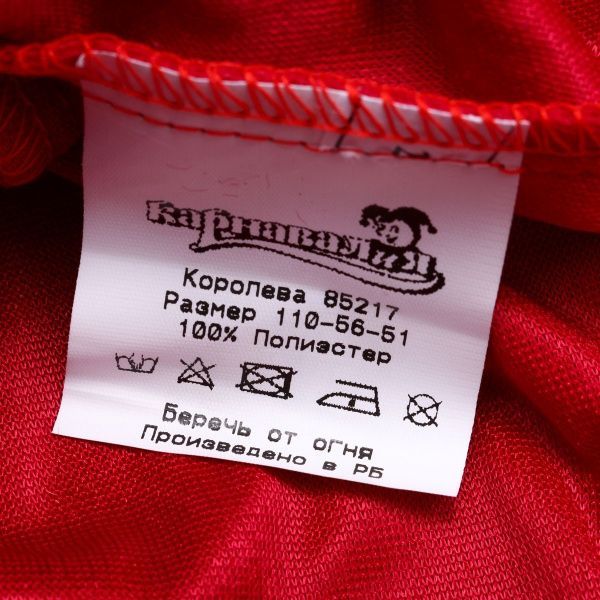 Карнавалия
Королева 85217
Размер 110-56-51
100% Полиэстер
Беречь от огня
Произведено в РБ